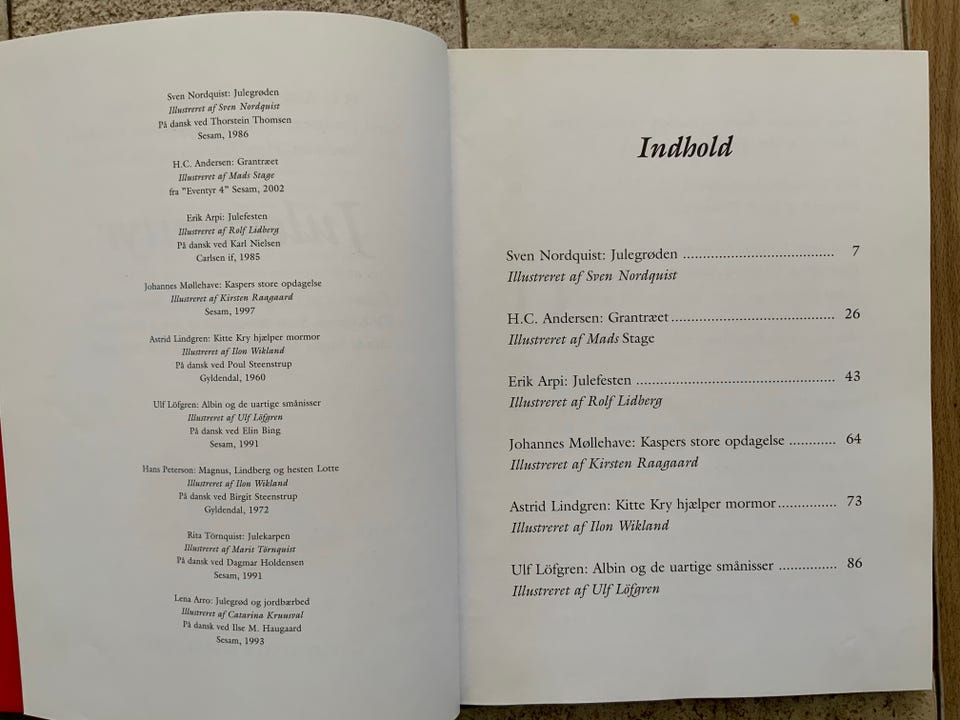 Sven Nordquist: Julegrøden
Illustreret af Sven Nordquist
På dansk ved Thorstein Thomsen
Sesam, 1986
H.C. Andersen: Grantræet
Illustreret af Mads Stage
fra "Eventyr 4" Sesam, 2002
Erik Arpi: Julefesten
Illustreret af Rolf Lidberg
På dansk ved Karl Nielsen
Carlsen if, 1985
Johannes Møllehave: Kaspers store opdagelse
Illustreret af Kirsten Raagaard
Sesam, 1997
Astrid Lindgren: Kitte Kry hjælper mormor
Illustreret af Ilon Wikland
På dansk ved Poul Steenstrup
Gyldendal, 1960
Ulf Löfgren: Albin og de uartige smånisser
Illustreret af Ulf Löfgren
På dansk ved Elin Bing
Sesam, 1991
Hans Peterson: Magnus, Lindberg og hesten Lotte
Illustreret af Ilon Wikland
På dansk ved Birgit Steenstrup
Gyldendal, 1972
Rita Törnquist: Julekarpen
Illustreret af Marit Törnquist
På dansk ved Dagmar Holdensen
Sesam, 1991
Lena Arro: Julegrød og jordbærbed
Illustreret af Catarina Kruusval
På dansk ved Ilse M. Haugaard
Sesam, 1993
Indhold
Sven Nordquist: Julegrøden .................................... 7
Illustreret af Sven Nordquist
H.C. Andersen: Grantræet ....................................... 26
Illustreret af Mads Stage
Erik Arpi: Julefesten ................................................ 43
Illustreret af Rolf Lidberg
Johannes Møllehave: Kaspers store opdagelse ............ 64
Illustreret af Kirsten Raagaard
Astrid Lindgren: Kitte Kry hjælper mormor............... 73
Illustreret af Ilon Wikland
Ulf Löfgren: Albin og de uartige smånisser ............... 86
Illustreret af Ulf Löfgren